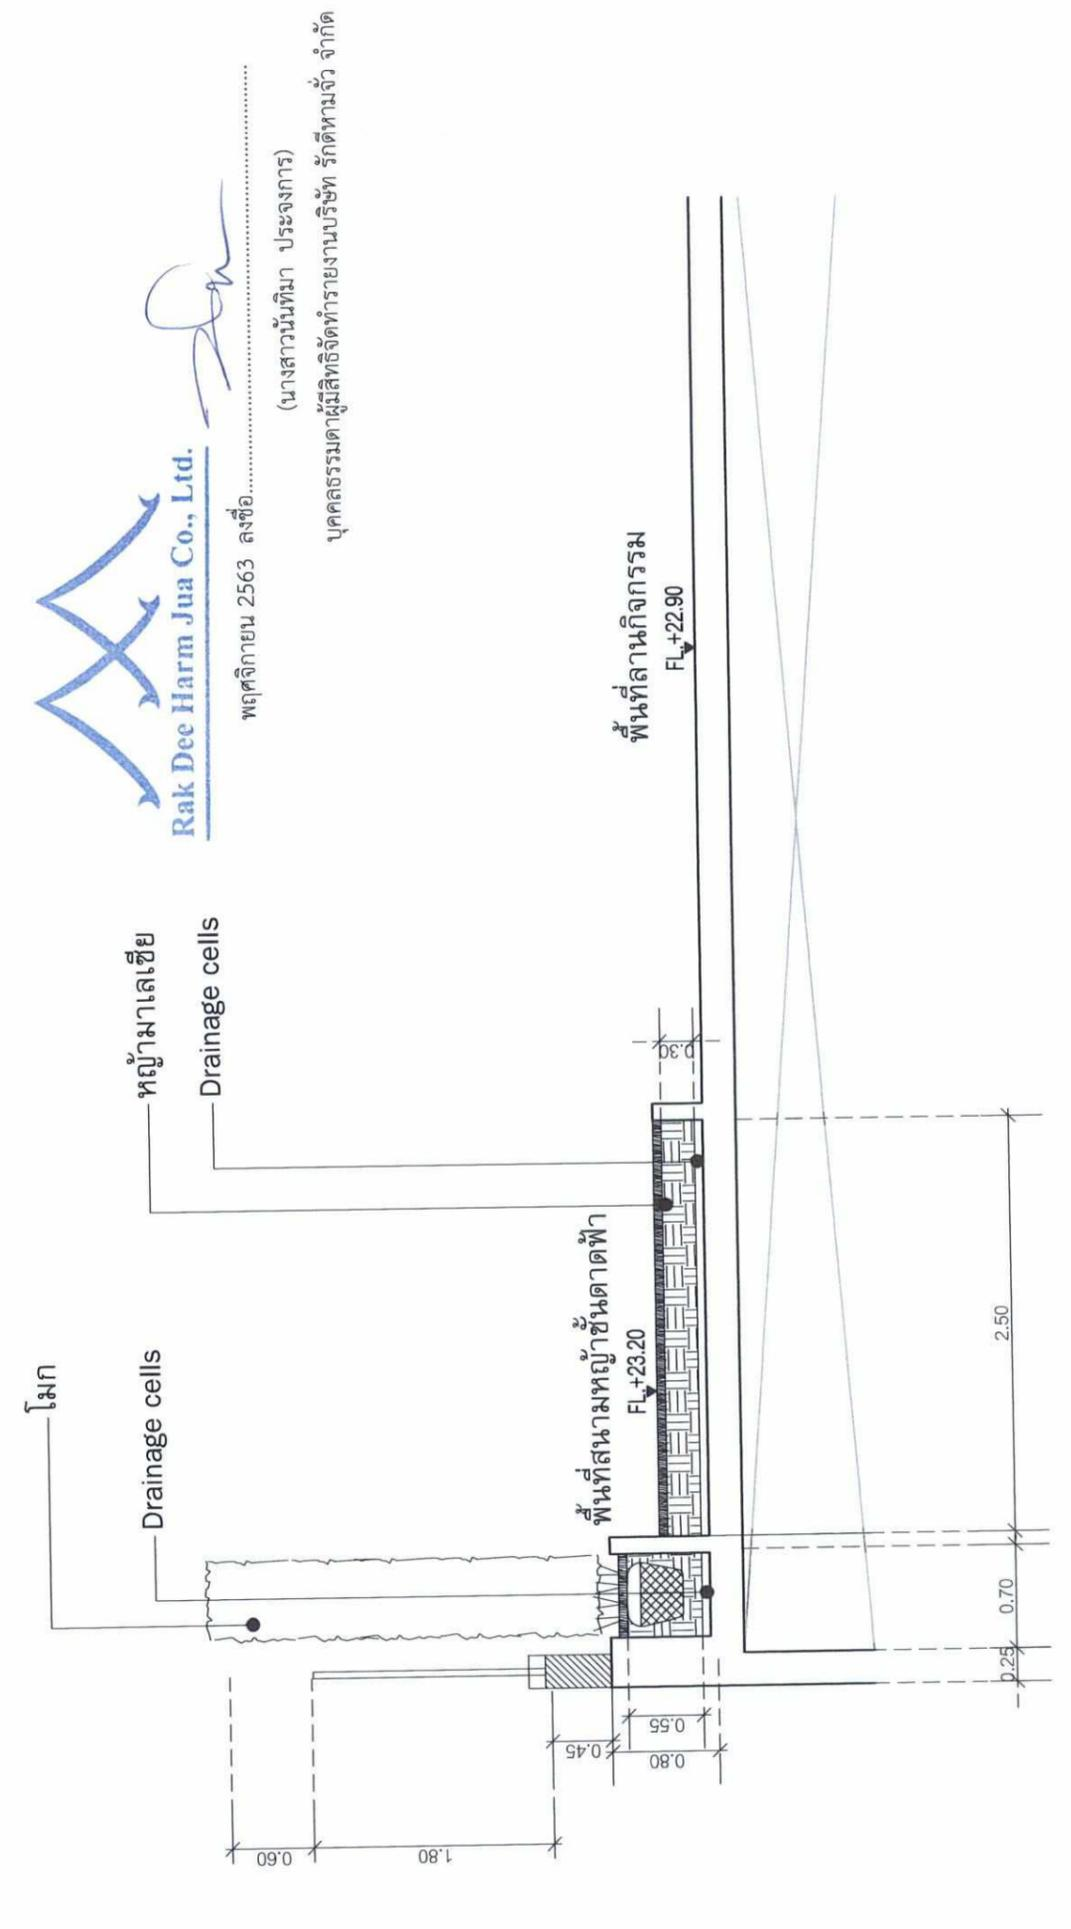 Rak Dee Harm Jua Co., Ltd.
พฤศจิกายน 2563 ลงชื่อ
(นางสาวนันทิมา ประจงการ)
บุคคลธรรมดาผู้มีสิทธิจัดทำรายงานบริษัท รักดีหามจั่ว จำกัด
โมก
Drainage cells
หญ้ามาเลเซีย
Drainage cells
พื้นที่สนามหญ้าชั้นดาดฟ้า
FL.+23.20
พื้นที่ลานกิจกรรม
FL.+22.90
0.60
1.80
0.45
0.80
0.55
0.30
0.25
0.70
2.50